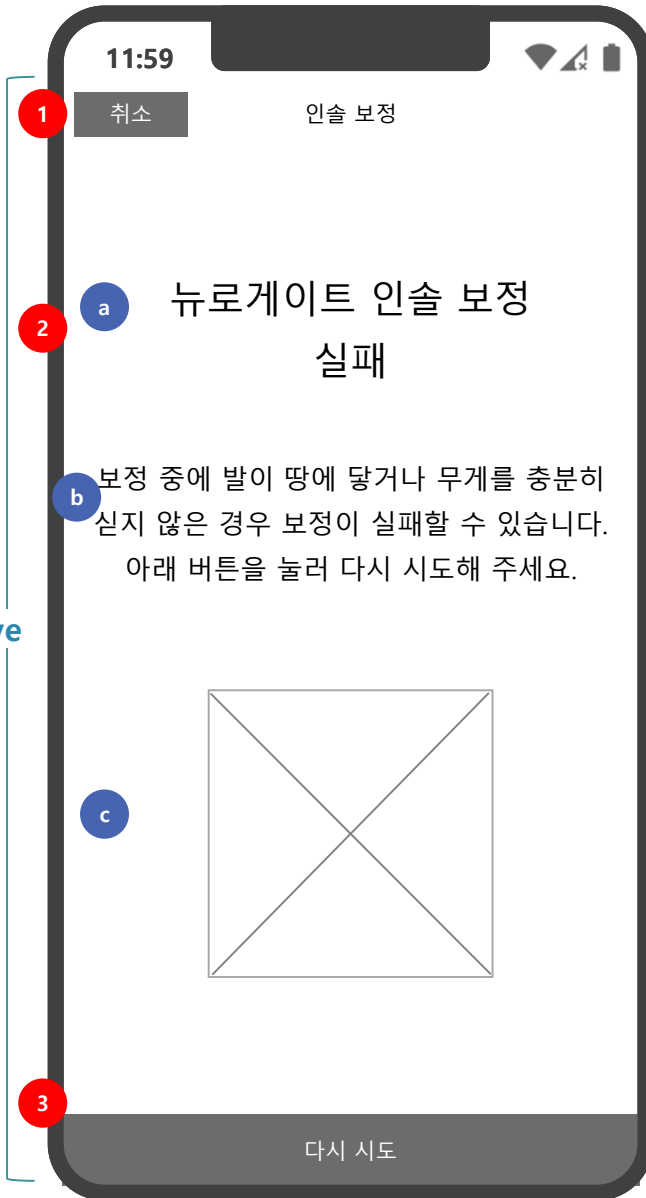 11:59
1
취소
인솔 보정
a
뉴로게이트 인솔 보정
2
실패
보정 중에 발이 땅에 닿거나 무게를 충분히
b
싣지 않은 경우 보정이 실패할 수 있습니다.
아래 버튼을 눌러 다시 시도해 주세요.
ve
c
3
다시 시도